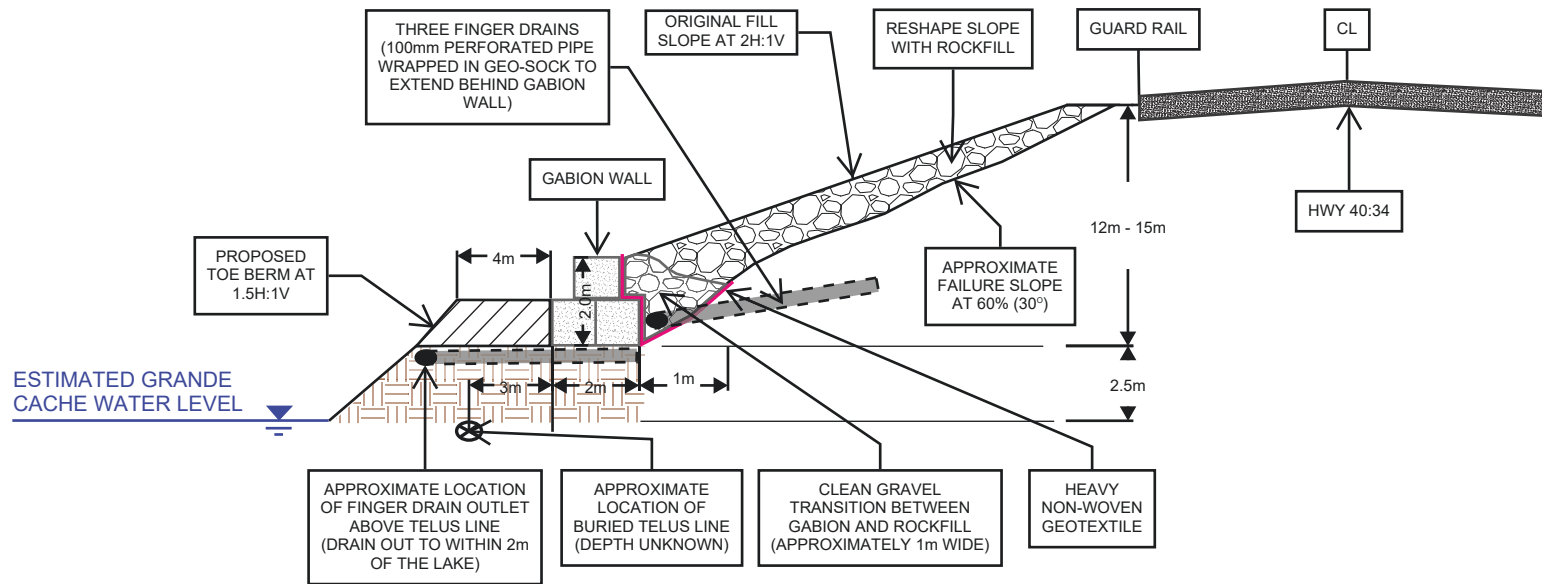 THREE FINGER DRAINS
(100mm PERFORATED PIPE
WRAPPED IN GEO-SOCK TO
EXTEND BEHIND GABION
WALL)
ORIGINAL FILL
SLOPE AT 2H:1V
RESHAPE SLOPE
WITH ROCKFILL
GUARD RAIL
CL
GABION WALL
HWY 40:34
PROPOSED
TOE BERM AT
1.5H:1V
4m
2.0m
12m - 15m
APPROXIMATE
FAILURE SLOPE
AT 60% (30°)
ESTIMATED GRANDE
CACHE WATER LEVEL
3m
2m
1m
2.5m
APPROXIMATE LOCATION
OF FINGER DRAIN OUTLET
ABOVE TELUS LINE
(DRAIN OUT TO WITHIN 2m
OF THE LAKE)
APPROXIMATE
LOCATION OF
BURIED TELUS LINE
(DEPTH UNKNOWN)
CLEAN GRAVEL
TRANSITION BETWEEN
GABION AND ROCKFILL
(APPROXIMATELY 1m WIDE)
HEAVY
NON-WOVEN
GEOTEXTILE